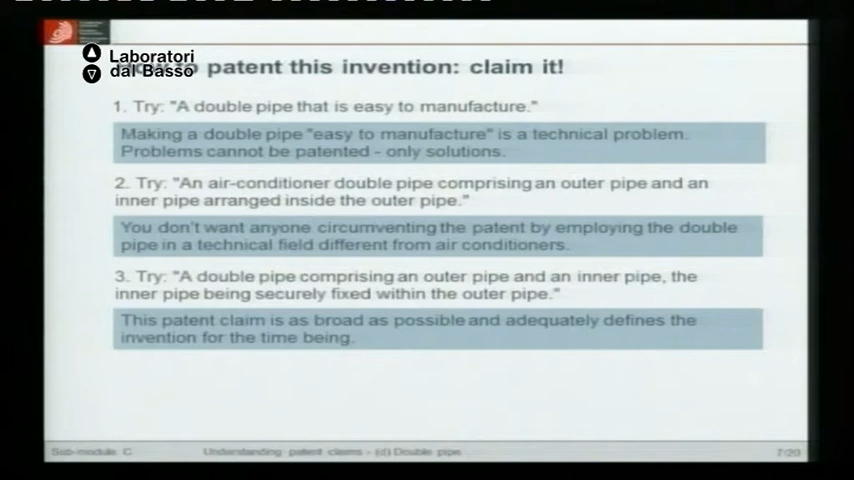 Laboratori
dal Basso
to patent this invention: claim it!
1. Try: "A double pipe that is easy to manufacture."
Making a double pipe "easy to manufacture" is a technical problem.
Problems cannot be patented - only solutions.
2. Try: "An air-conditioner double pipe comprising an outer pipe and an
inner pipe arranged inside the outer pipe."
You don't want anyone circumventing the patent by employing the double
pipe in a technical field different from air conditioners.
3. Try: "A double pipe comprising an outer pipe and an inner pipe, the
inner pipe being securely fixed within the outer pipe."
This patent claim is as broad as possible and adequately defines the
invention for the time being.
Sub-module C
Understanding patent claims - (d) Double pipe
7/20